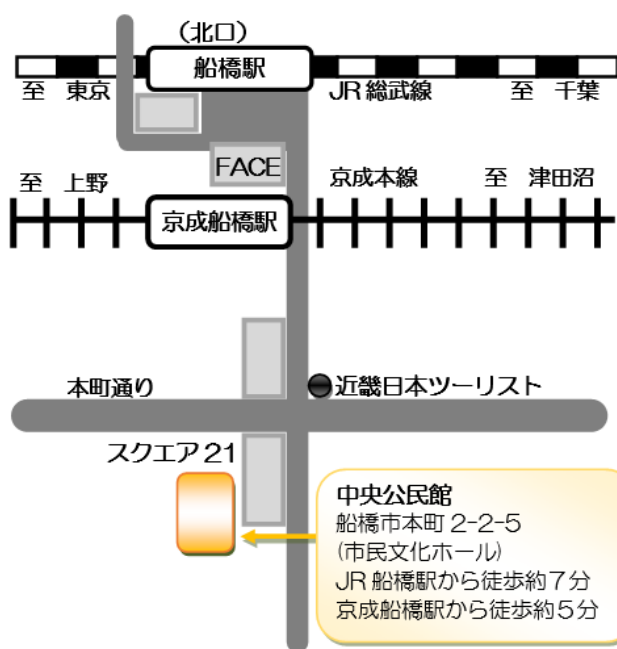 （北口）
船橋駅
至 東京
JR 総武線
至 千葉
FACE
至 上野
京成本線
至 津田沼
京成船橋駅
本町通り
近畿日本ツーリスト
スクエア 21
中央公民館
船橋市本町 2-2-5
(市民文化ホール)
JR 船橋駅から徒歩約７分
京成船橋駅から徒歩約５分